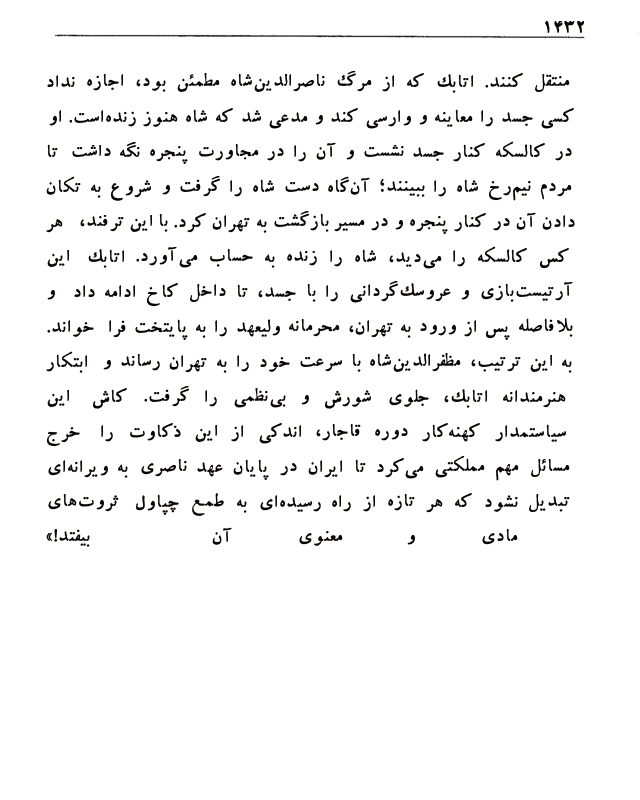 ۱۴۳۲
منتقل کنند. اتابك که از مرگ ناصرالدین‌شاه مطمئن بود، اجازه نداد
کسی جسد را معاینه و وارسی کند و مدعی شد که شاه هنوز زنده‌است. او
در کالسکه کنار جسد نشست و آن را در مجاورت پنجره نگه داشت تا
مردم نیم‌رخ شاه را ببینند؛ آن‌گاه دست شاه را گرفت و شروع به تکان
دادن آن در کنار پنجره و در مسیر بازگشت به تهران کرد. با این ترفند، هر
کس کالسکه را می‌دید، شاه را زنده به حساب می‌آورد. اتابك این
آرتیست‌بازی و عروسك‌گردانی را با جسد، تا داخل کاخ ادامه داد و
بلافاصله پس از ورود به تهران، محرمانه ولیعهد را به پایتخت فرا خواند.
به این ترتیب، مظفرالدین‌شاه با سرعت خود را به تهران رساند و ابتکار
هنرمندانه اتابك، جلوی شورش و بی‌نظمی را گرفت. کاش این
سیاستمدار کهنه‌کار دوره قاجار، اندکی از این ذکاوت را خرج
مسائل مهم مملکتی می‌کرد تا ایران در پایان عهد ناصری به ویرانه‌ای
تبدیل نشود که هر تازه از راه رسیده‌ای به طمع چپاول ثروت‌های
مادی و معنوی آن بیفتد!»